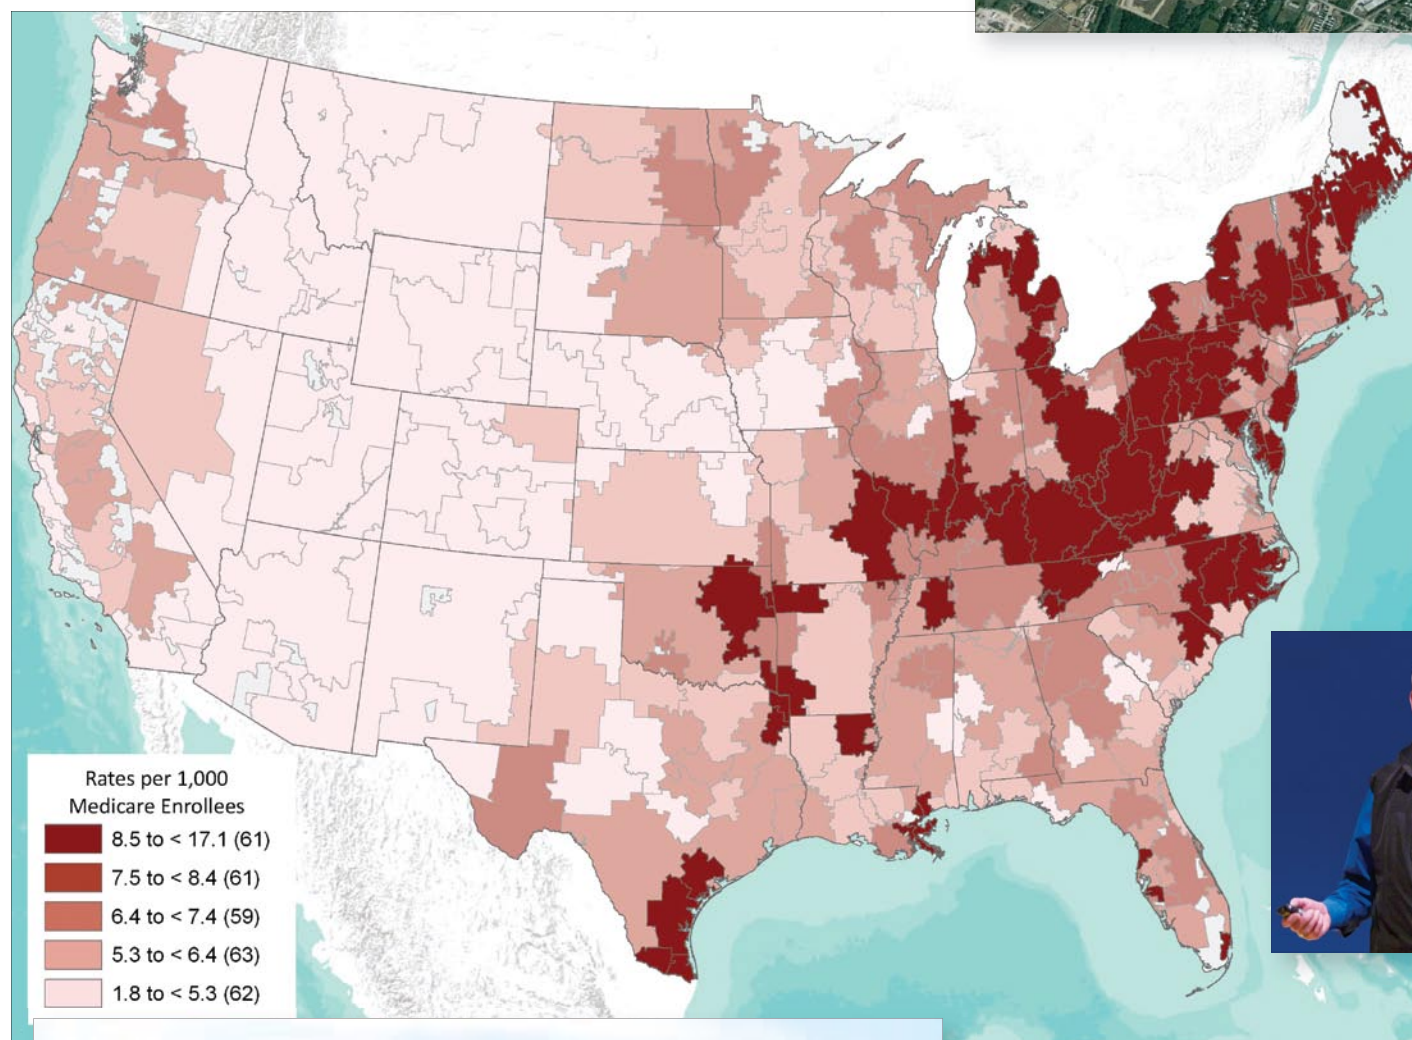 Rates per 1,000
Medicare Enrollees
8.5 to < 17.1 (61)
7.5 to < 8.4 (61)
6.4 to < 7.4 (59)
5.3 to < 6.4 (63)
1.8 to < 5.3 (62)